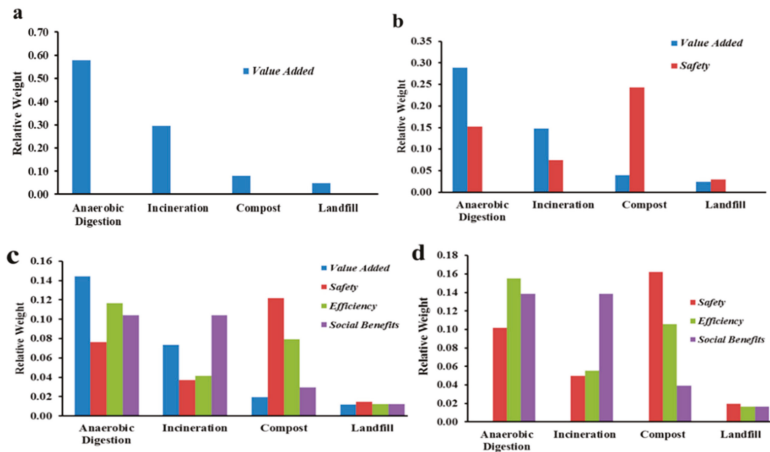 a
0.70
0.60
0.50
0.40
0.30
0.20
0.10
0.00
Relative Weight
Value Added
Anaerobic
Digestion
Incineration
Compost
Landfill
b
0.35
0.30
0.25
0.20
0.15
0.10
0.05
0.00
Relative Weight
Value Added
Safety
Anaerobic
Digestion
Incineration
Compost
Landfill
c
0.16
0.14
0.12
0.10
0.08
0.06
0.04
0.02
0.00
Relative Weight
Value Added
Safety
Efficiency
Social Benefits
Anaerobic
Digestion
Incineration
Compost
Landfill
d
0.18
0.16
0.14
0.12
0.10
0.08
0.06
0.04
0.02
0.00
Relative Weight
Safety
Efficiency
Social Benefits
Anaerobic
Digestion
Incineration
Compost
Landfill